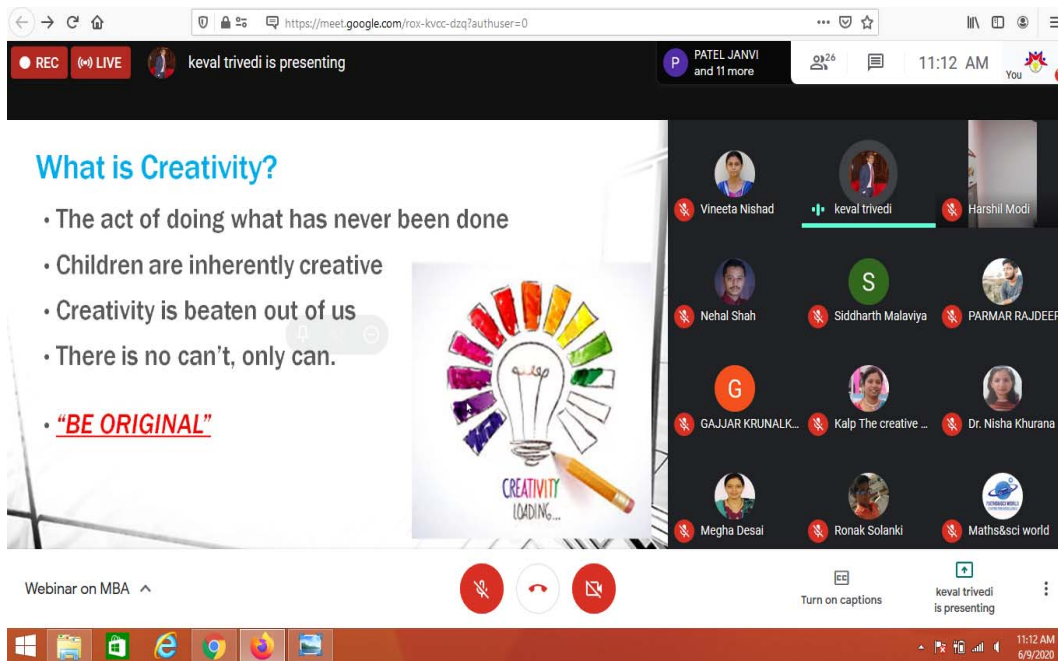 https://meet.google.com/rox-kvcc-dzq?authuser=0
REC
LIVE
keval trivedi is presenting
P
PATEL JANVI
and 11 more
26
11:12 AM
You
What is Creativity?
• The act of doing what has never been done
• Children are inherently creative
• Creativity is beaten out of us
• There is no can't, only can.
• "BE ORIGINAL"
CREATIVITY
LOADING...
Vineeta Nishad
keval trivedi
Harshil Modi
Nehal Shah
S
Siddharth Malaviya
PARMAR RAJDEEP
G
GAJJAR KRUNALK...
Kalp The creative ...
Dr. Nisha Khurana
Megha Desai
Ronak Solanki
Maths&sci world
Webinar on MBA
CC
Turn on captions
keval trivedi
is presenting
11:12 AM
6/9/2020